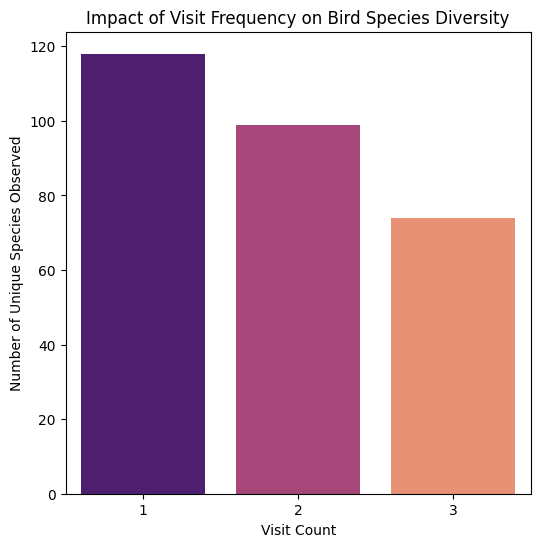 Impact of Visit Frequency on Bird Species Diversity
Number of Unique Species Observed
120
100
80
60
40
20
0
1 2 3
Visit Count